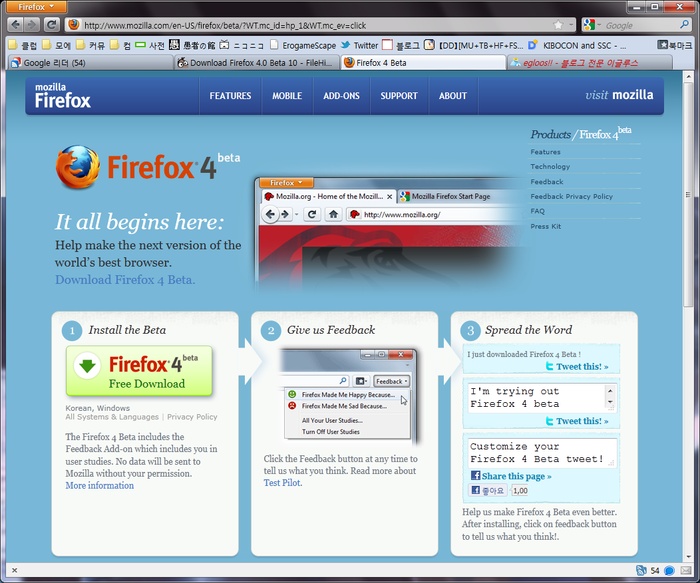 Firefox
http://www.mozilla.com/en-US/firefox/beta/?WT.mc_id=hp_1&WT.mc_ev=click
Google
클럽 모에 커뮤 컴 사전 愚者の館 ニコニコ ErogameScape Twitter 블로그 [DD][MU+TB+HF+FS... KIBOCON and SSC - ... 북마크
Google 리더 (54) Download Firefox 4.0 Beta 10 - FileHi... Firefox 4 Beta egloos!! - 블로그 전문 이글루스
mozilla
Firefox
FEATURES MOBILE ADD-ONS SUPPORT ABOUT
visit mozilla
Products / Firefox 4 beta
Features
Technology
Feedback
Feedback Privacy Policy
FAQ
Press Kit
Firefox 4 beta
It all begins here:
Help make the next version of the
world's best browser.
Download Firefox 4 Beta.
Firefox
Mozilla.org - Home of the Mozill... Mozilla Firefox Start Page
http://www.mozilla.org/
1 Install the Beta
Firefox 4 beta
Free Download
Korean, Windows
All Systems & Languages | Privacy Policy
The Firefox 4 Beta includes the
Feedback Add-on which includes you in
user studies. No data will be sent to
Mozilla without your permission.
More information
2 Give us Feedback
Feedback
Firefox Made Me Happy Because...
Firefox Made Me Sad Because...
All Your User Studies...
Turn Off User Studies
Click the Feedback button at any time to
tell us what you think. Read more about
Test Pilot.
3 Spread the Word
I just downloaded Firefox 4 Beta !
Tweet this! »
I'm trying out
Firefox 4 beta
Tweet this! »
Customize your
Firefox 4 Beta tweet!
Share this page »
좋아요 1,00
Help us make Firefox 4 Beta even better.
After installing, click on feedback button
to tell us what you think!.
54